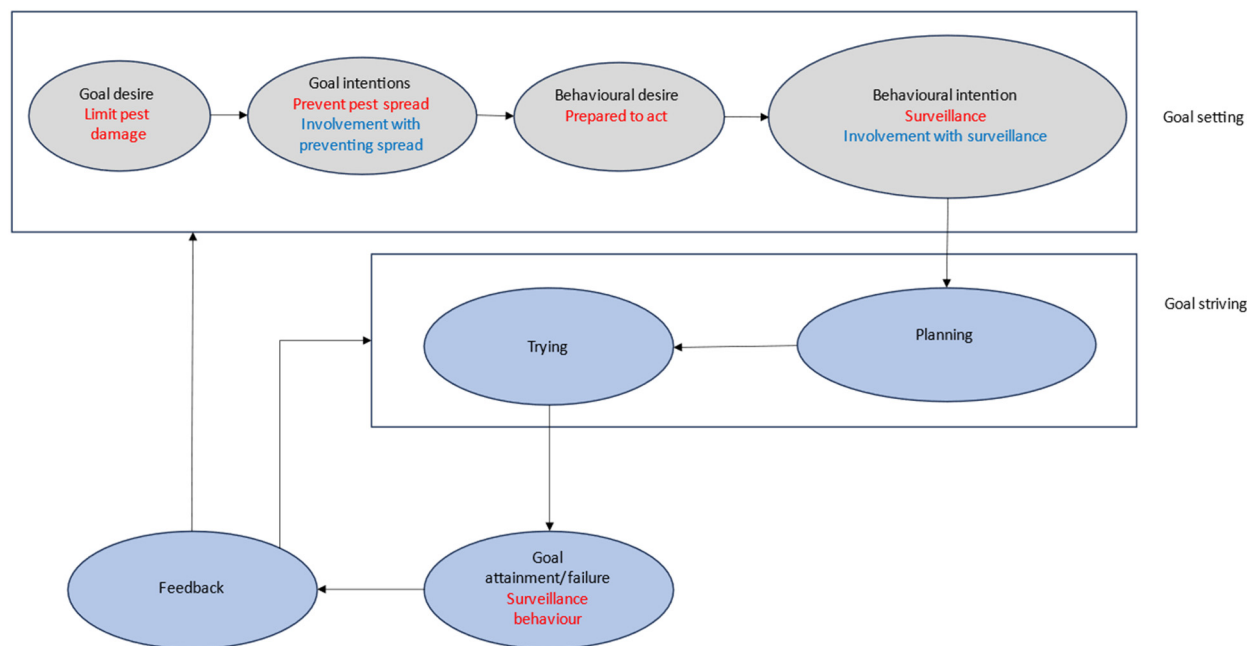 Goal desire
Limit pest
damage
Goal intentions
Prevent pest spread
Involvement with
preventing spread
Behavioural desire
Prepared to act
Behavioural intention
Surveillance
Involvement with surveillance
Goal setting
Goal striving
Trying
Planning
Feedback
Goal
attainment/failure
Surveillance
behaviour